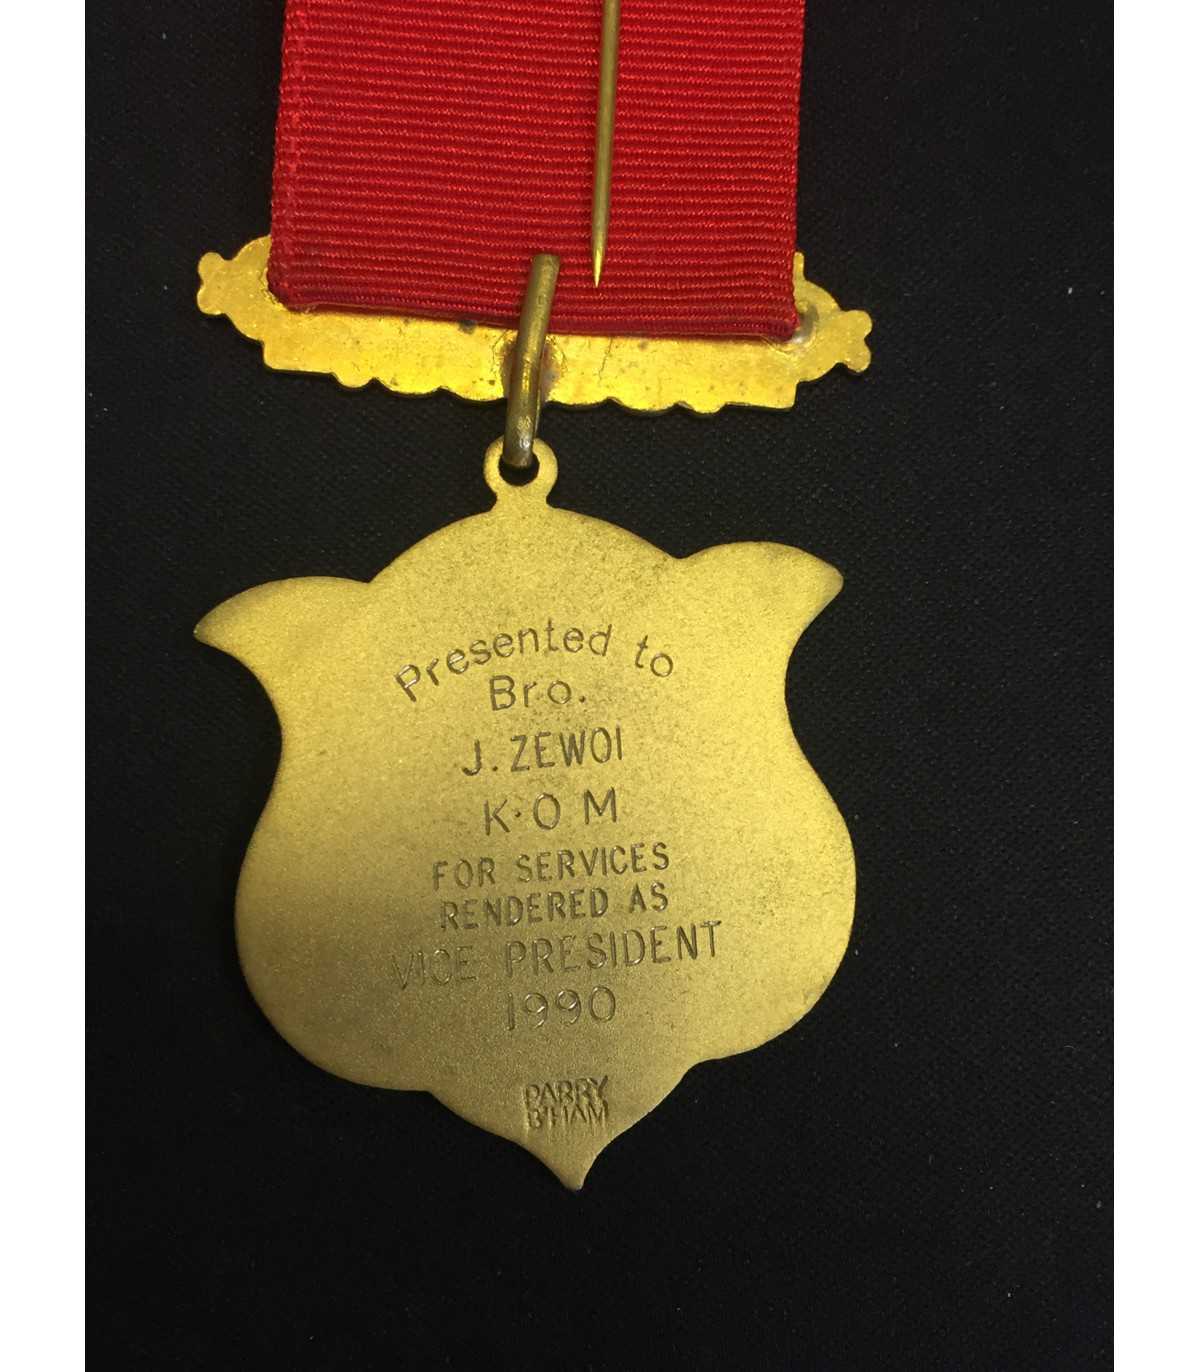 Presented to
Bro.
J. ZEWOI
K.O M
FOR SERVICES
RENDERED AS
VICE PRESIDENT
1990
PARRY
B'HAM